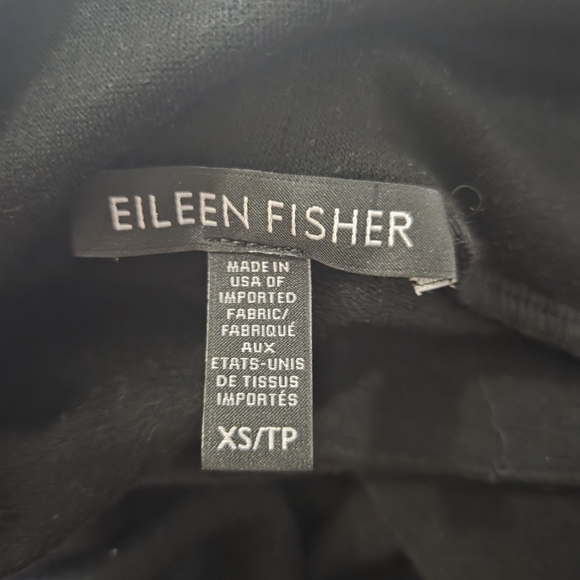 EILEEN FISHER
MADE IN
USA OF
IMPORTED
FABRIC/
FABRIQUÉ
AUX
ETATS-UNIS
DE TISSUS
IMPORTÉS
XS/TP